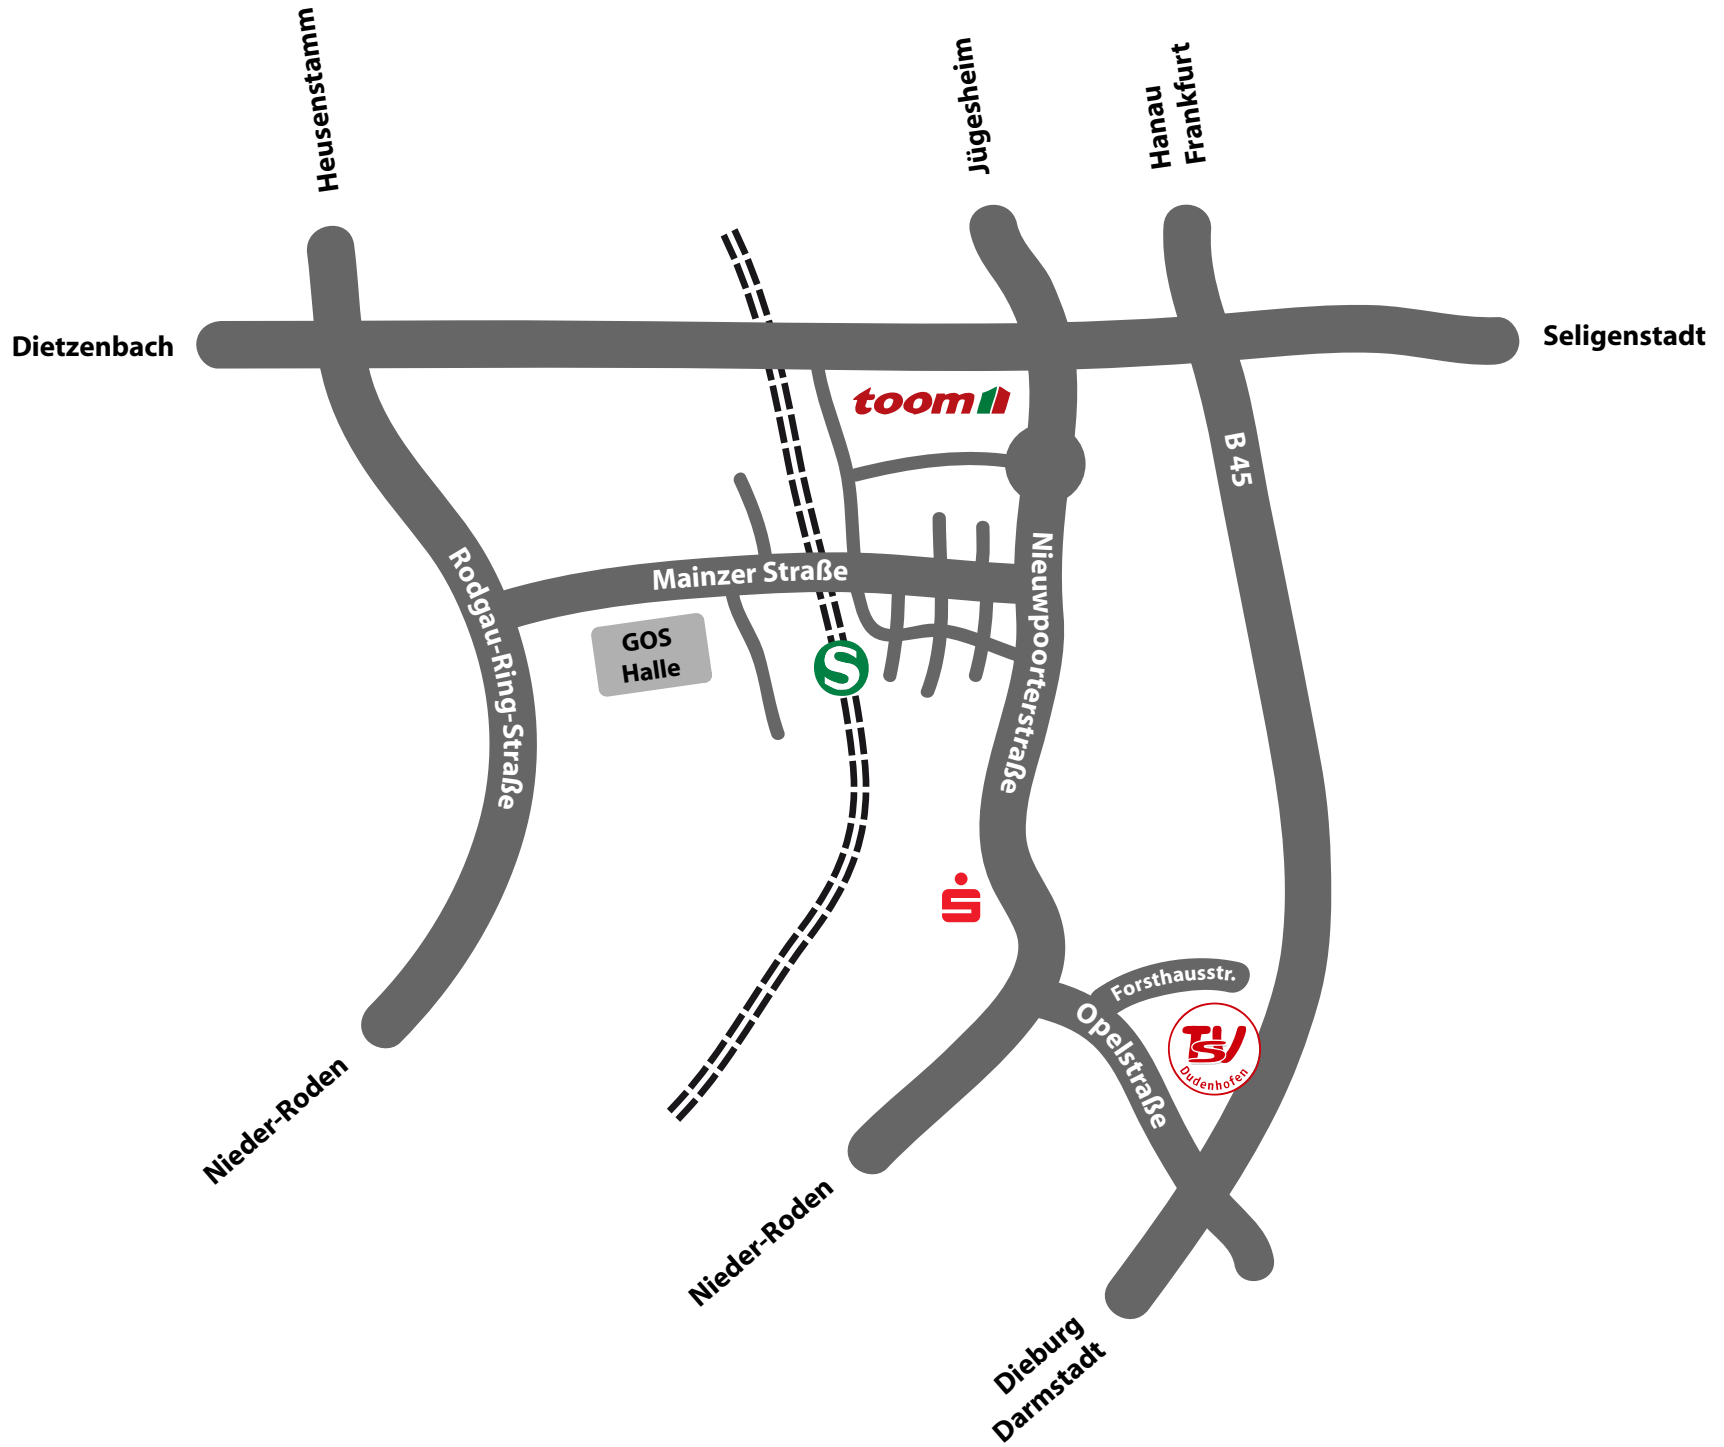 Heusenstamm
Jügesheim
Hanau
Frankfurt
Dietzenbach
Seligenstadt
toom
B 45
Mainzer Straße
Nieuwpoorterstraße
Rodgau-Ring-Straße
GOS
Halle
S
Forsthausstr.
Opelstraße
TSV
Dudenhofen
Nieder-Roden
Nieder-Roden
Dieburg
Darmstadt